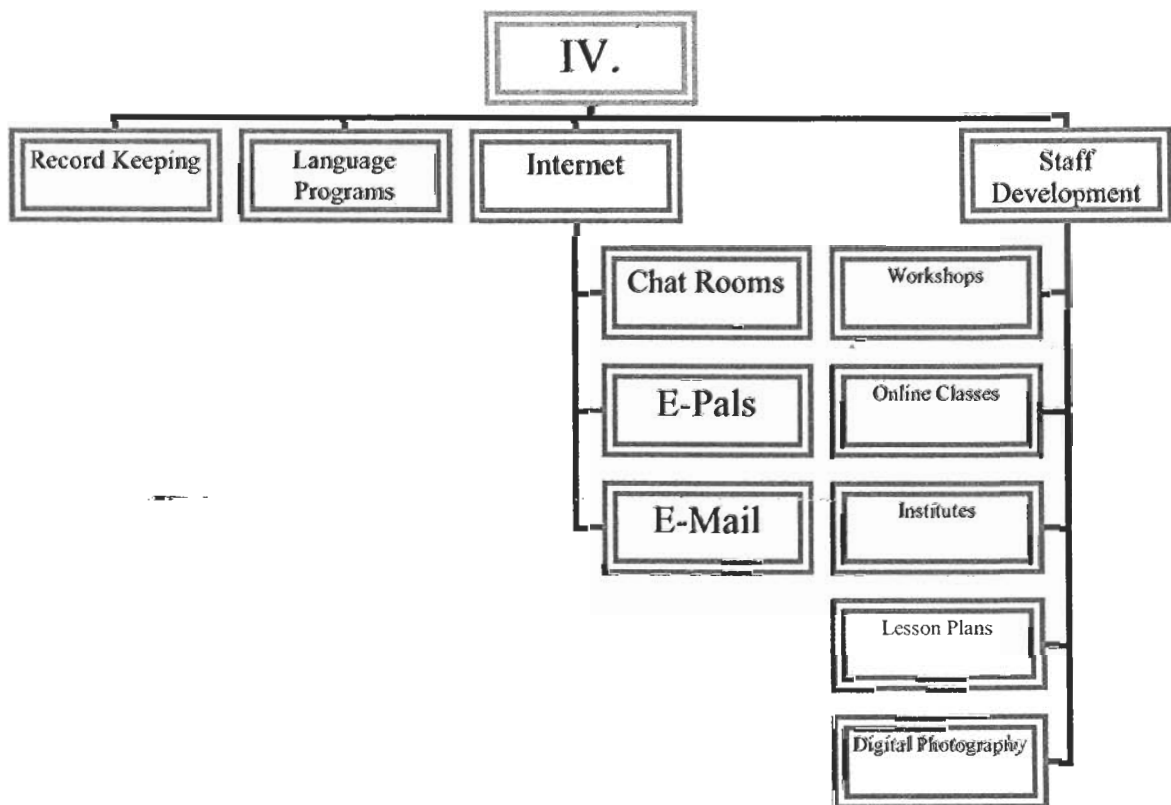 IV.
Record Keeping
Language
Programs
Internet
Staff
Development
Chat Rooms
E-Pals
E-Mail
Workshops
Online Classes
Institutes
Lesson Plans
Digital Photography